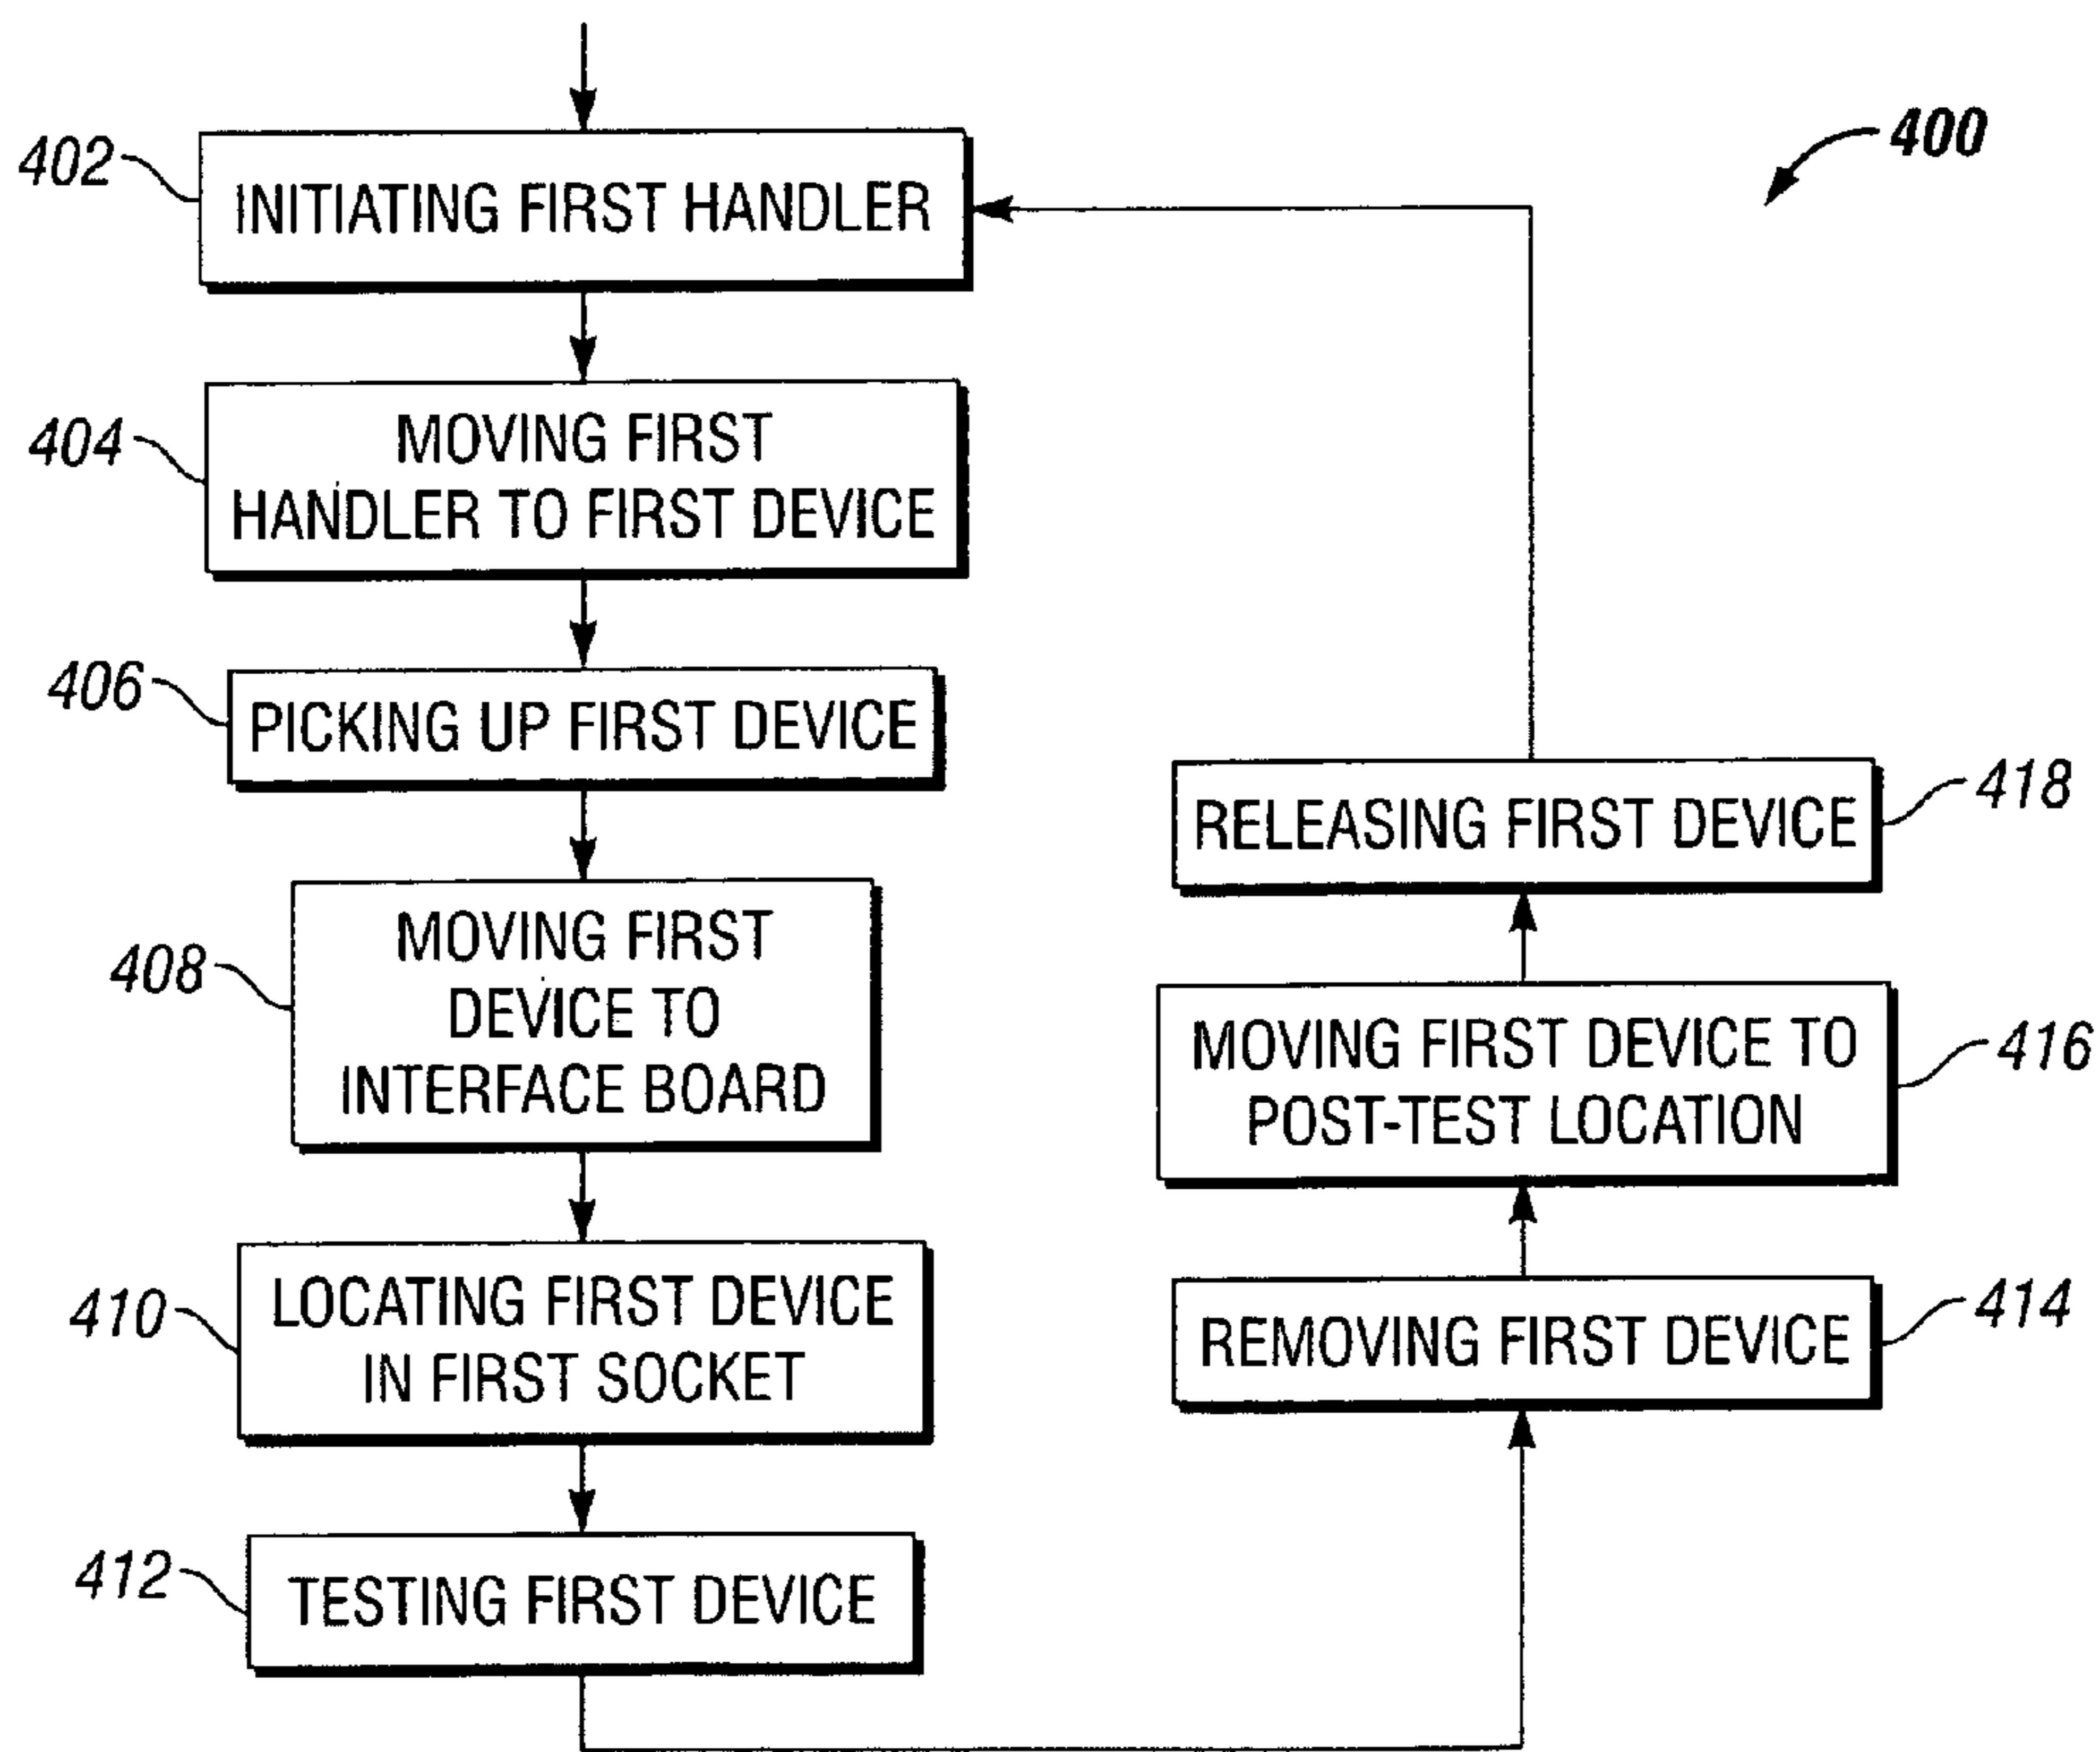 400
402
INITIATING FIRST HANDLER
404
MOVING FIRST
HANDLER TO FIRST DEVICE
406
PICKING UP FIRST DEVICE
408
MOVING FIRST
DEVICE TO
INTERFACE BOARD
410
LOCATING FIRST DEVICE
IN FIRST SOCKET
412
TESTING FIRST DEVICE
414
REMOVING FIRST DEVICE
416
MOVING FIRST DEVICE TO
POST-TEST LOCATION
418
RELEASING FIRST DEVICE